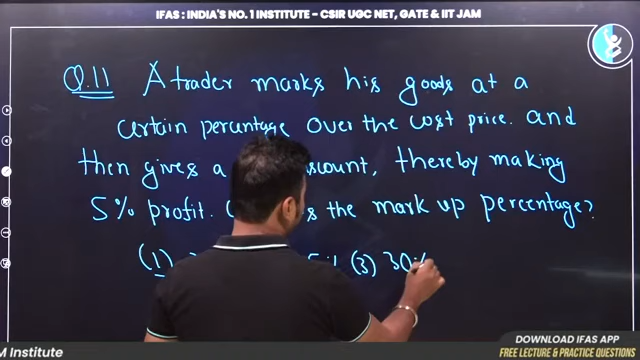 IFAS : INDIA'S NO. 1 INSTITUTE - CSIR UGC NET, GATE & IIT JAM
Q.11 A trader marks his goods at a
certain percentage over the cost price. and
then gives a discount, thereby making
5% profit. the mark up percentage?
(1) (3) 30%
M Institute
DOWNLOAD IFAS APP
FREE LECTURE & PRACTICE QUESTIONS